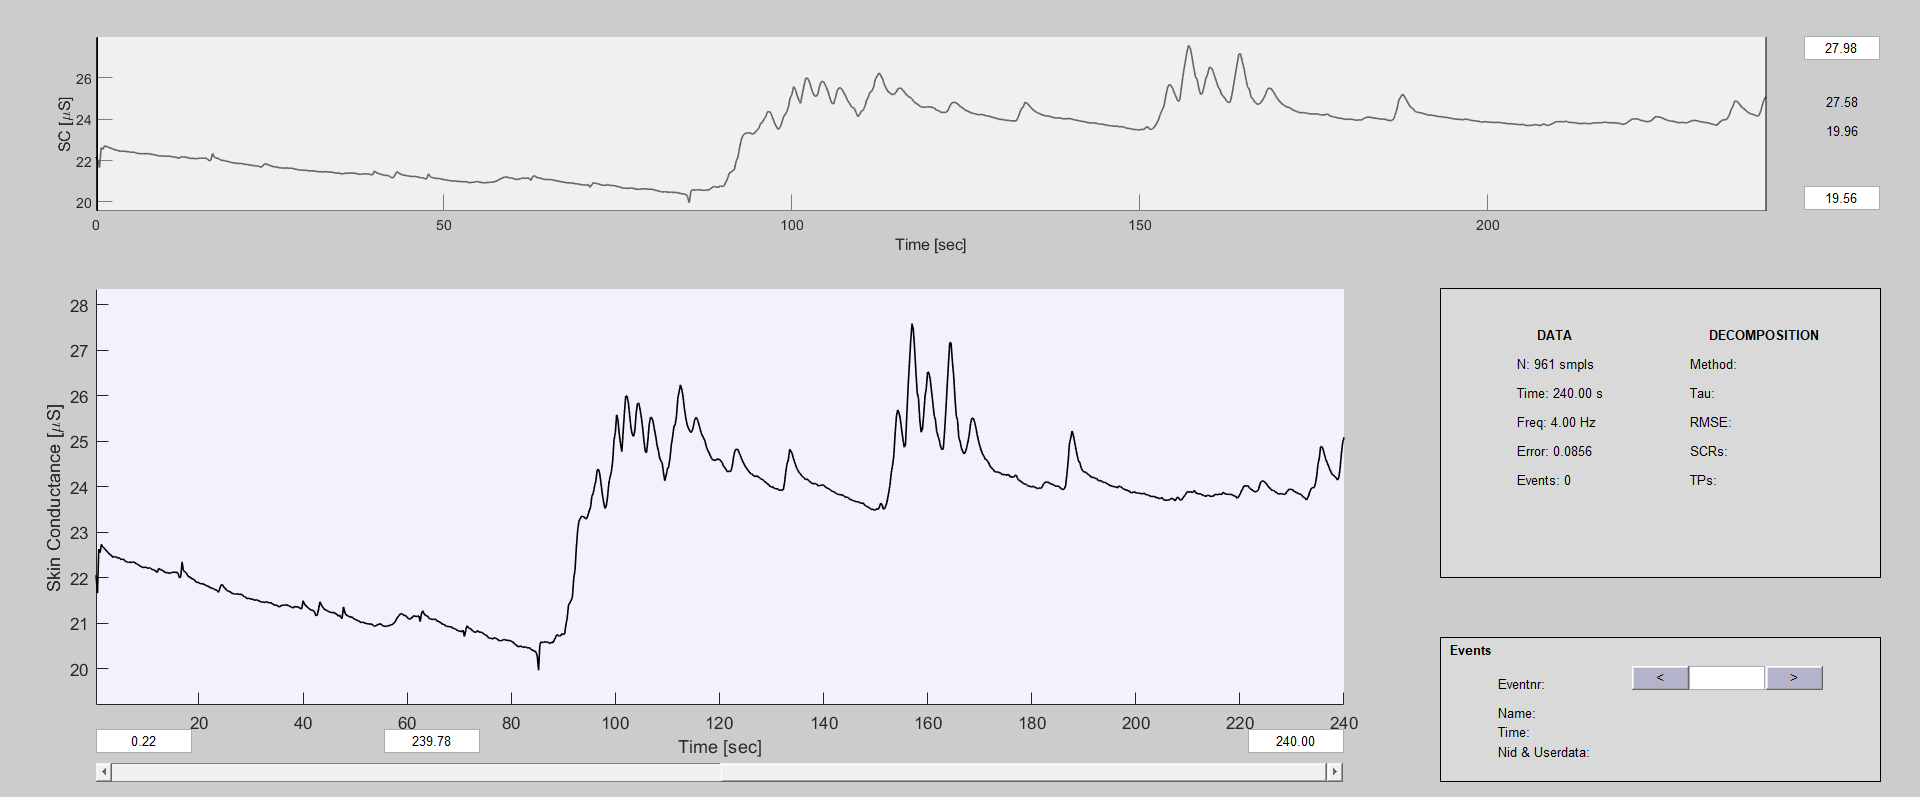 27.98
26
24
22
20
SC [µS]
27.58
19.96
19.56
0 50 100 150 200
Time [sec]
28
27
26
25
24
23
22
21
20
Skin Conductance [µS]
20 40 60 80 100 120 140 160 180 200 220 240
0.22 239.78 240.00
Time [sec]
DATA
N: 961 smpls
Time: 240.00 s
Freq: 4.00 Hz
Error: 0.0856
Events: 0
DECOMPOSITION
Method:
Tau:
RMSE:
SCRs:
TPs:
Events
< >
Eventnr:
Name:
Time:
Nid & Userdata: